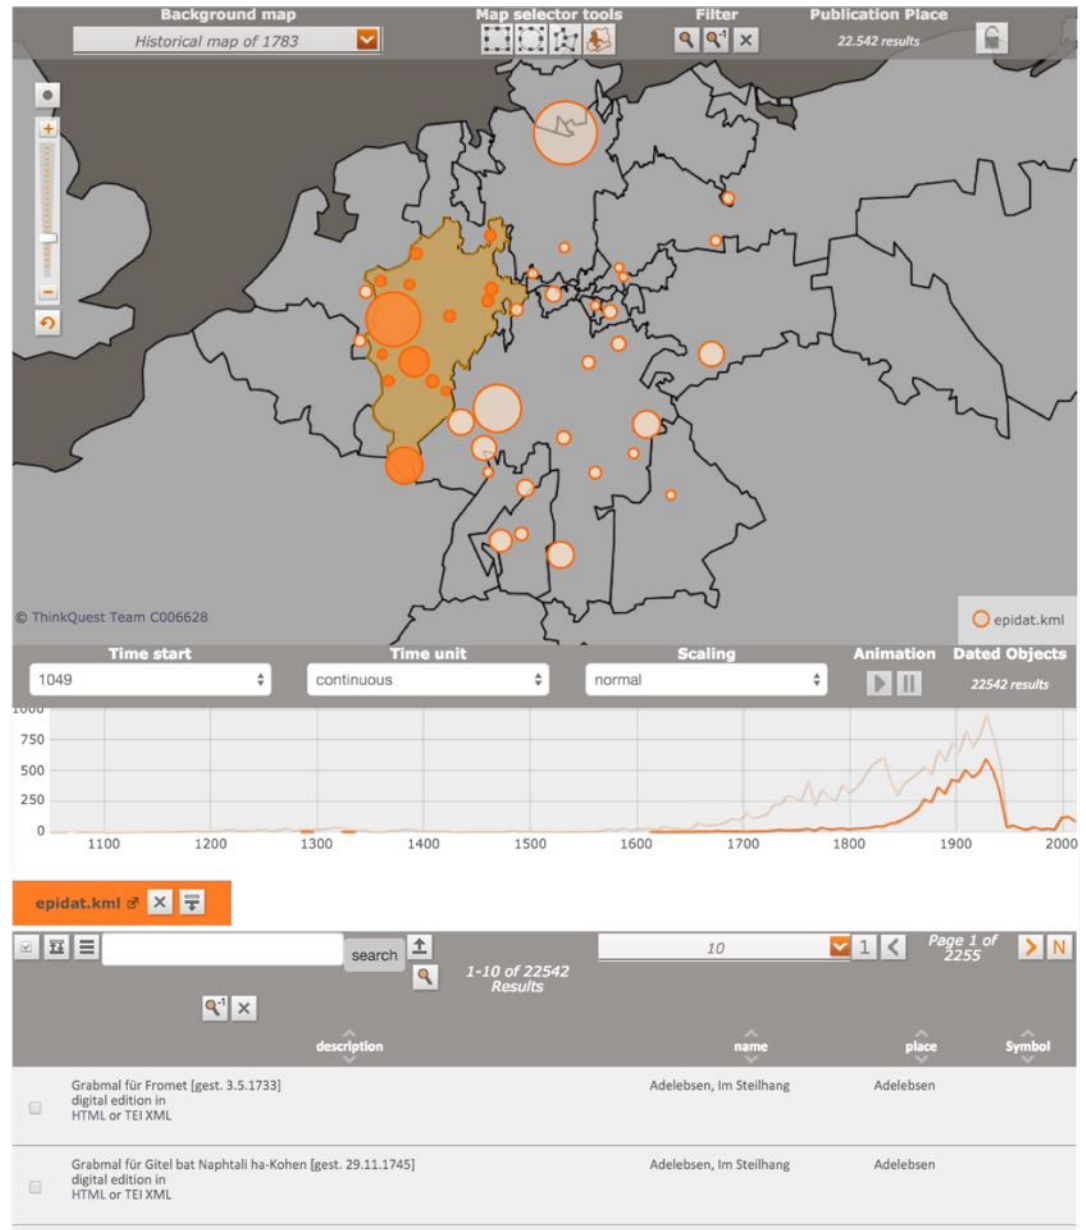 Background map
Map selector tools
Filter
Publication Place
Historical map of 1783
-1
22.542 results
© ThinkQuest Team C006628
epidat.kml
Time start
Time unit
Scaling
Animation
Dated Objects
1049
continuous
normal
22542 results
1000
750
500
250
0
1100 1200 1300 1400 1500 1600 1700 1800 1900 2000
epidat.kml
search
10
1
Page 1 of
2255
N
1-10 of 22542
Results
-1
description
name
place
Symbol
Grabmal für Fromet [gest. 3.5.1733]
digital edition in
HTML or TEI XML
Adelebsen, Im Steilhang
Adelebsen
Grabmal für Gitel bat Naphtali ha-Kohen [gest. 29.11.1745]
digital edition in
HTML or TEI XML
Adelebsen, Im Steilhang
Adelebsen